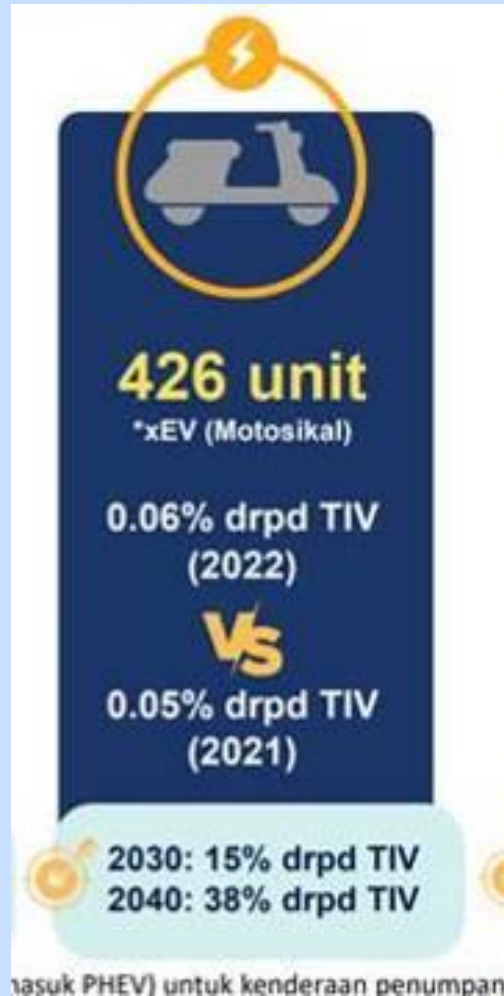 426 unit
*xEV (Motosikal)
0.06% drpd TIV
(2022)
VS
0.05% drpd TIV
(2021)
2030: 15% drpd TIV
2040: 38% drpd TIV
PHEV) untuk kenderaan